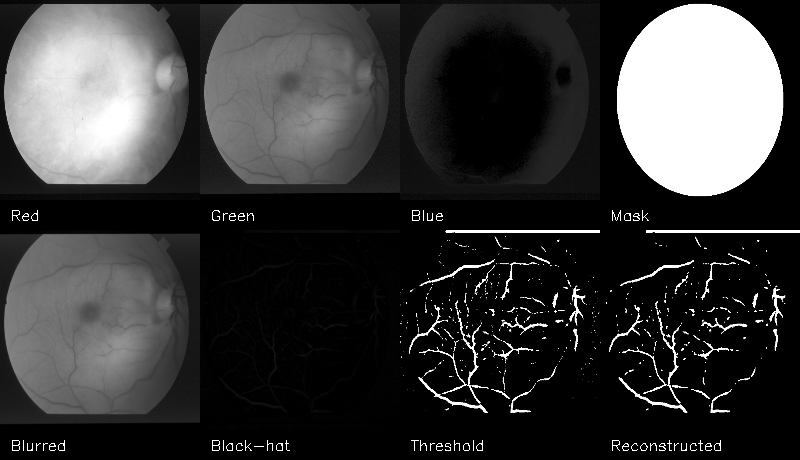 Red
Green
Blue
Mask
Blurred
Black-hat
Threshold
Reconstructed